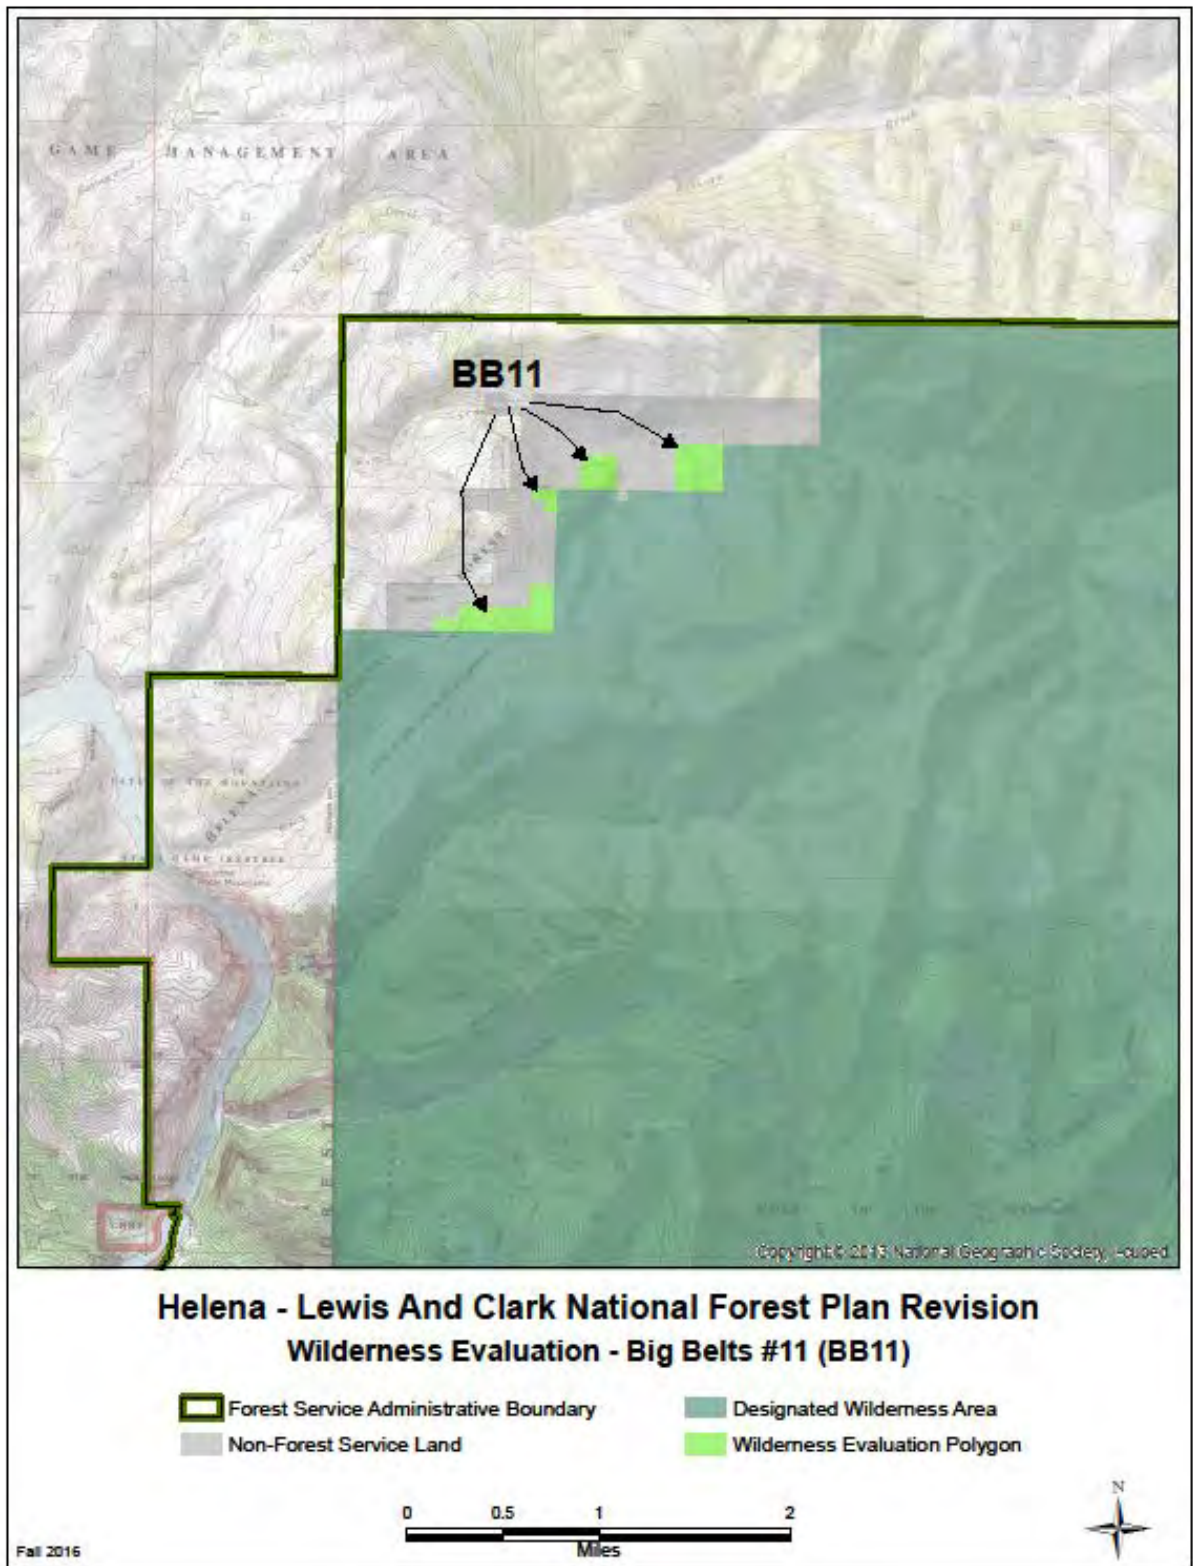 GAME MANAGEMENT AREA
BB11
HELENA
Copyright:© 2013 National Geographic Society, i-cubed
Helena - Lewis And Clark National Forest Plan Revision
Wilderness Evaluation - Big Belts #11 (BB11)
Forest Service Administrative Boundary
Designated Wilderness Area
Non-Forest Service Land
Wilderness Evaluation Polygon
N
0 0.5 1 2
Miles
Fall 2016